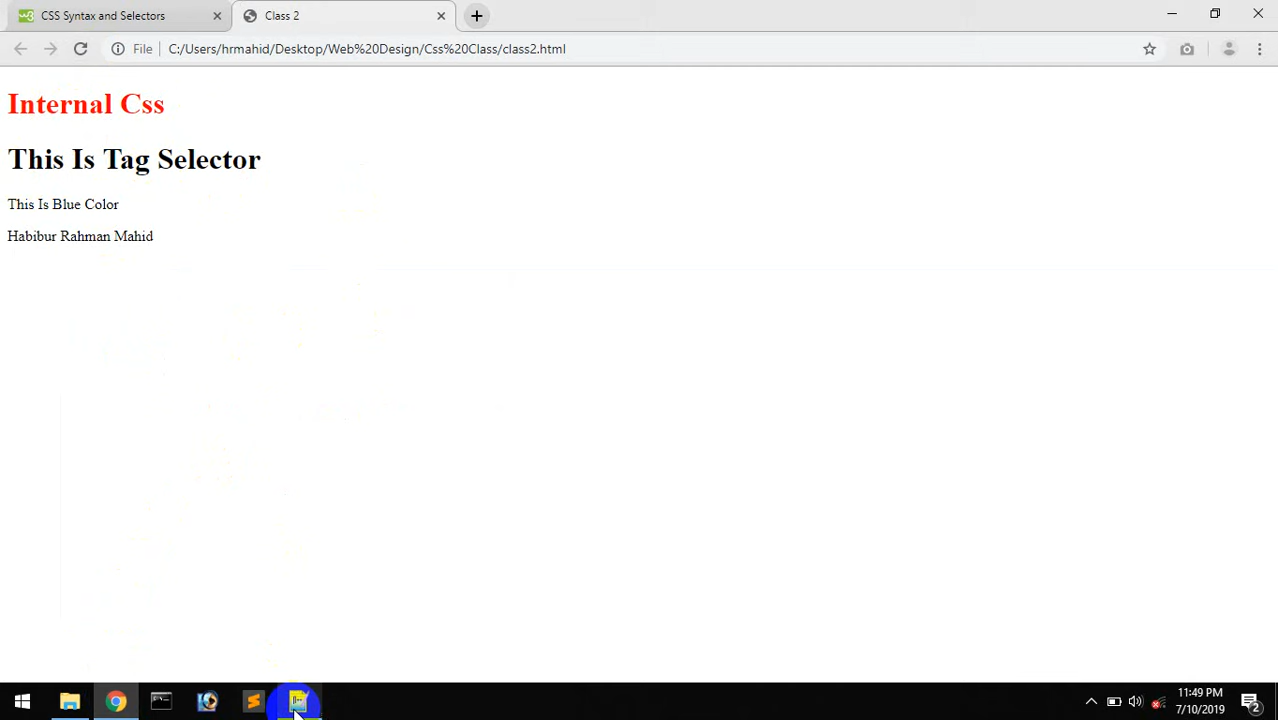 CSS Syntax and Selectors
Class 2
File
C:/Users/hrmahid/Desktop/Web%20Design/Css%20Class/class2.html
Internal Css
This Is Tag Selector
This Is Blue Color
Habibur Rahman Mahid
11:49 PM
7/10/2019
2